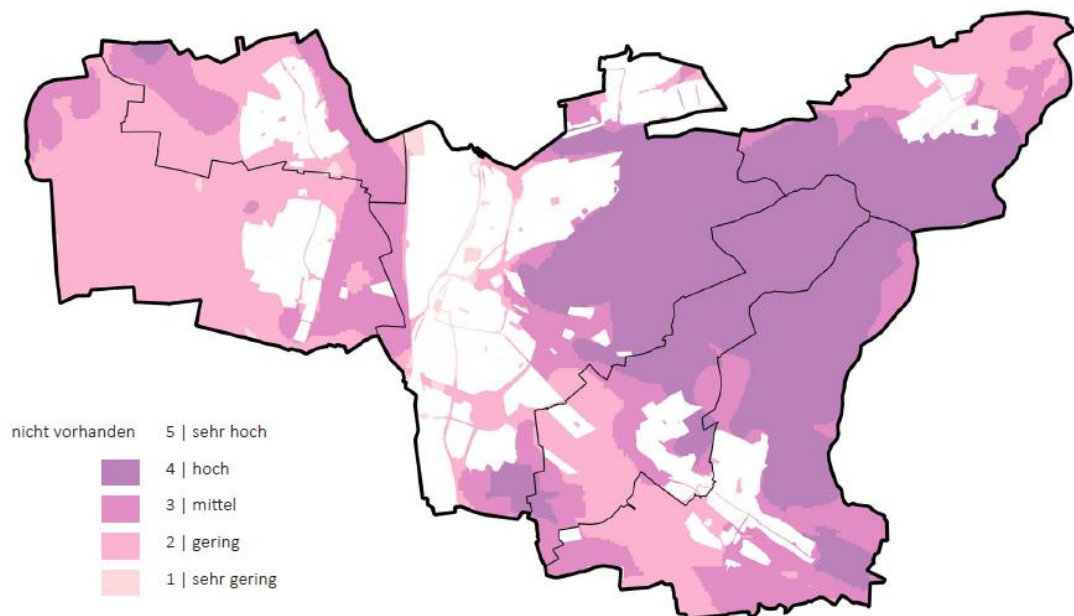 nicht vorhanden 5 | sehr hoch
4 | hoch
3 | mittel
2 | gering
1 | sehr gering